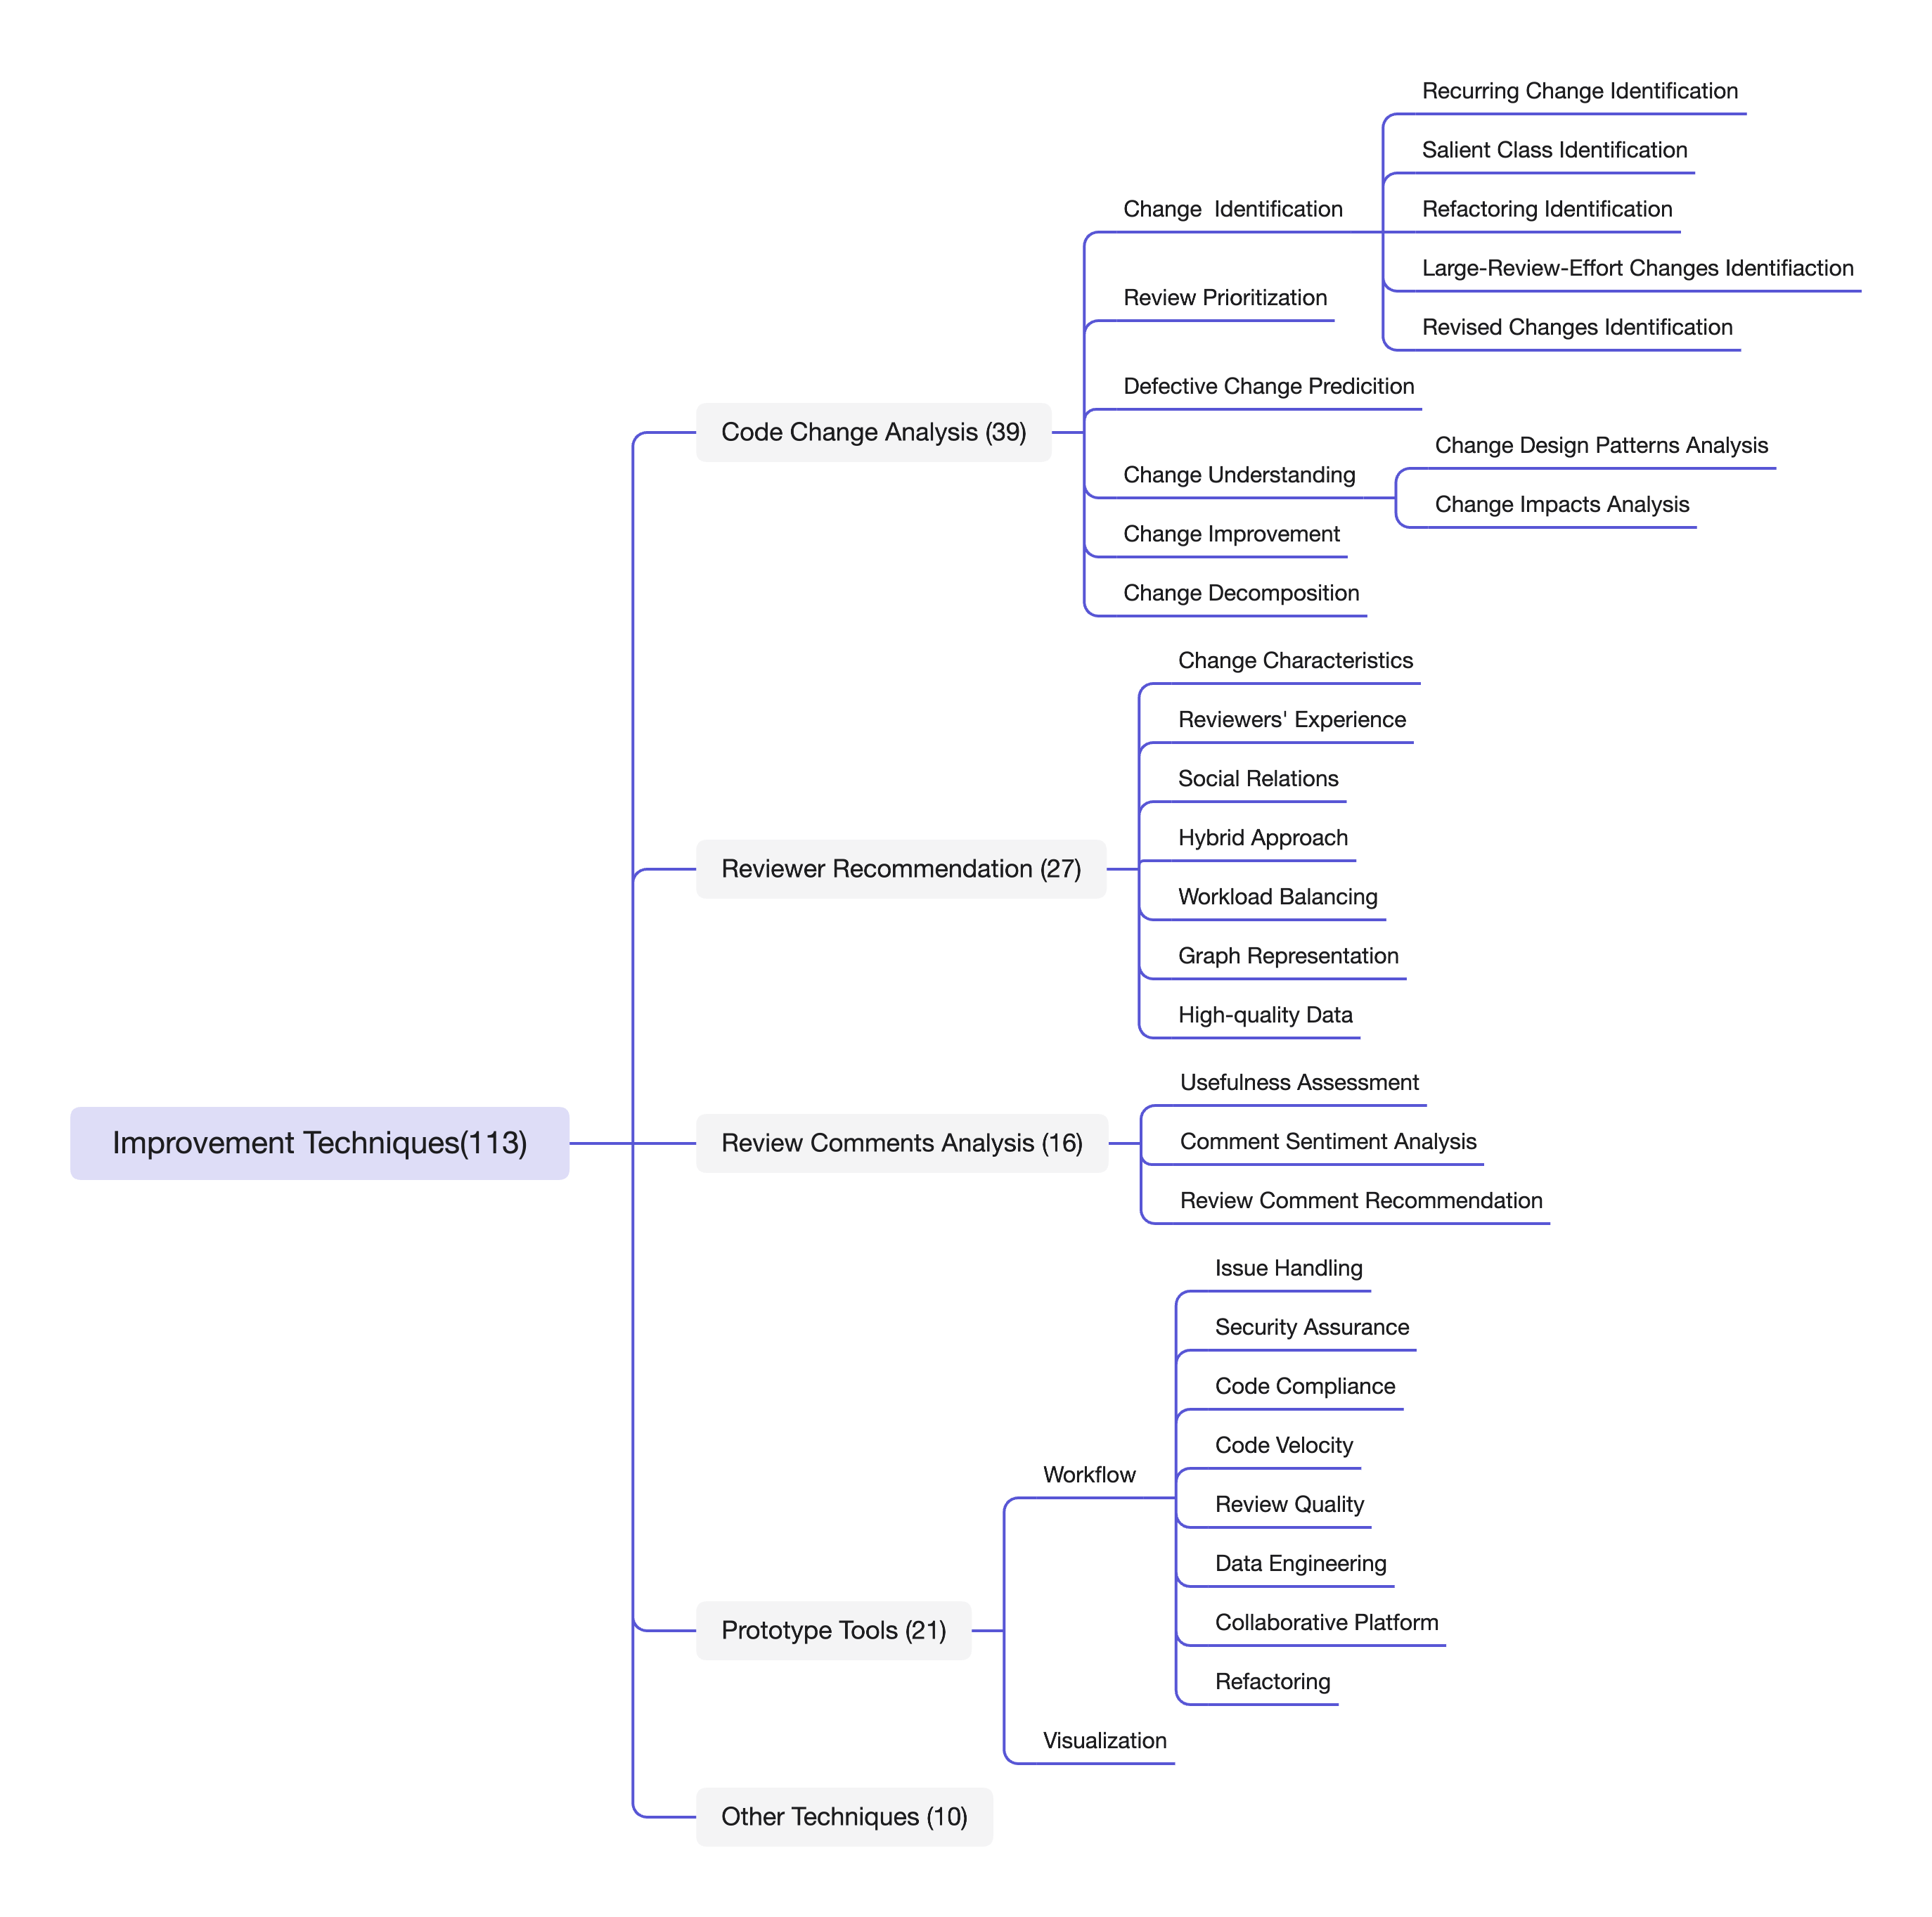 Improvement Techniques(113)
Code Change Analysis (39)
Change  Identification
Recurring Change Identification
Salient Class Identification
Refactoring Identification
Large-Review-Effort Changes Identifiaction
Revised Changes Identification
Review Prioritization
Defective Change Predicition
Change Understanding
Change Design Patterns Analysis
Change Impacts Analysis
Change Improvement
Change Decomposition
Reviewer Recommendation (27)
Change Characteristics
Reviewers' Experience
Social Relations
Hybrid Approach
Workload Balancing
Graph Representation
High-quality Data
Review Comments Analysis (16)
Usefulness Assessment
Comment Sentiment Analysis
Review Comment Recommendation
Prototype Tools (21)
Workflow
Issue Handling
Security Assurance
Code Compliance
Code Velocity
Review Quality
Data Engineering
Collaborative Platform
Refactoring
Visualization
Other Techniques (10)